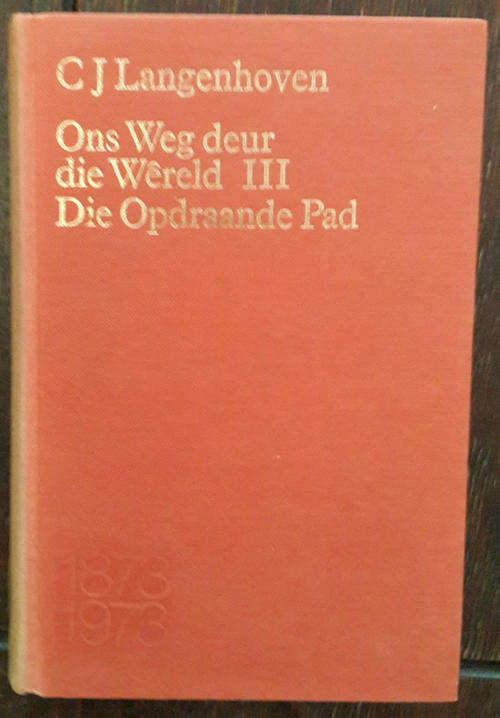 C J Langenhoven
Ons Weg deur
die Wêreld III
Die Opdraande Pad
1873
1973